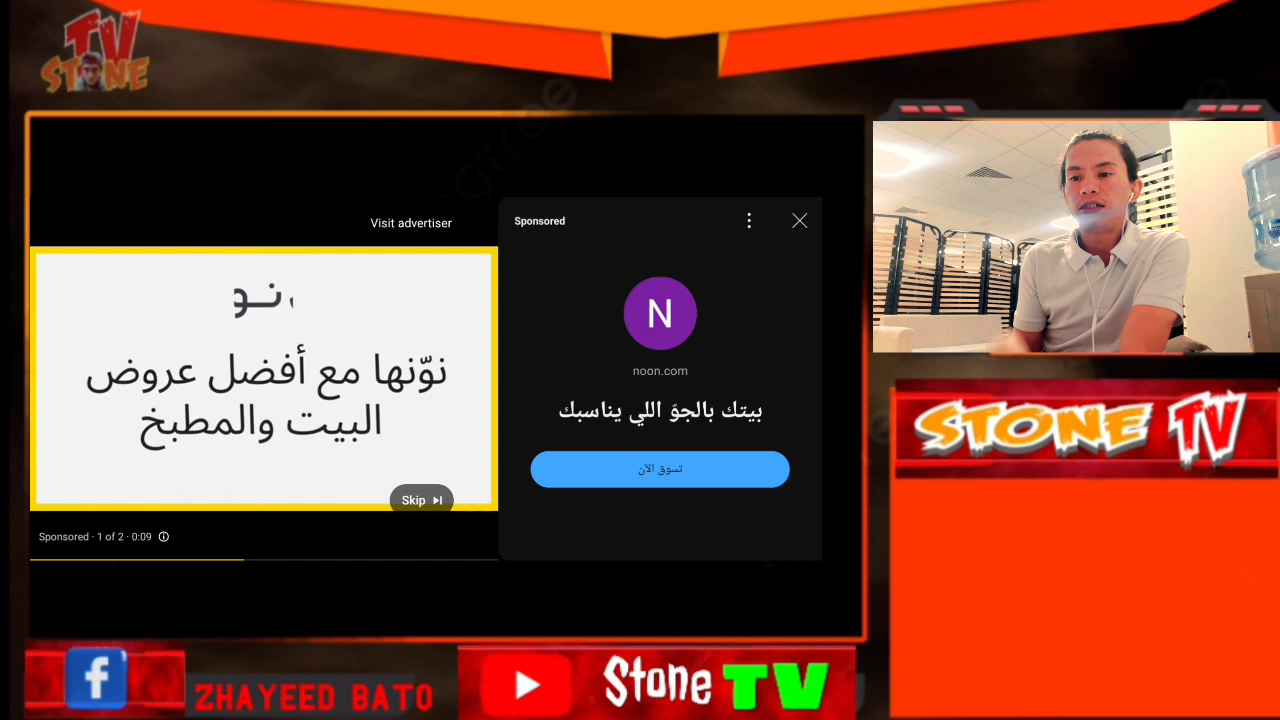 TV
STONE
Visit advertiser
نوّنها مع أفضل عروض
البيت والمطبخ
Skip
Sponsored · 1 of 2 · 0:09
Sponsored
N
noon.com
بيتك بالجوّ اللي يناسبك
تسوق الآن
STONE TV
f
ZHAYEED BATO
Stone TV